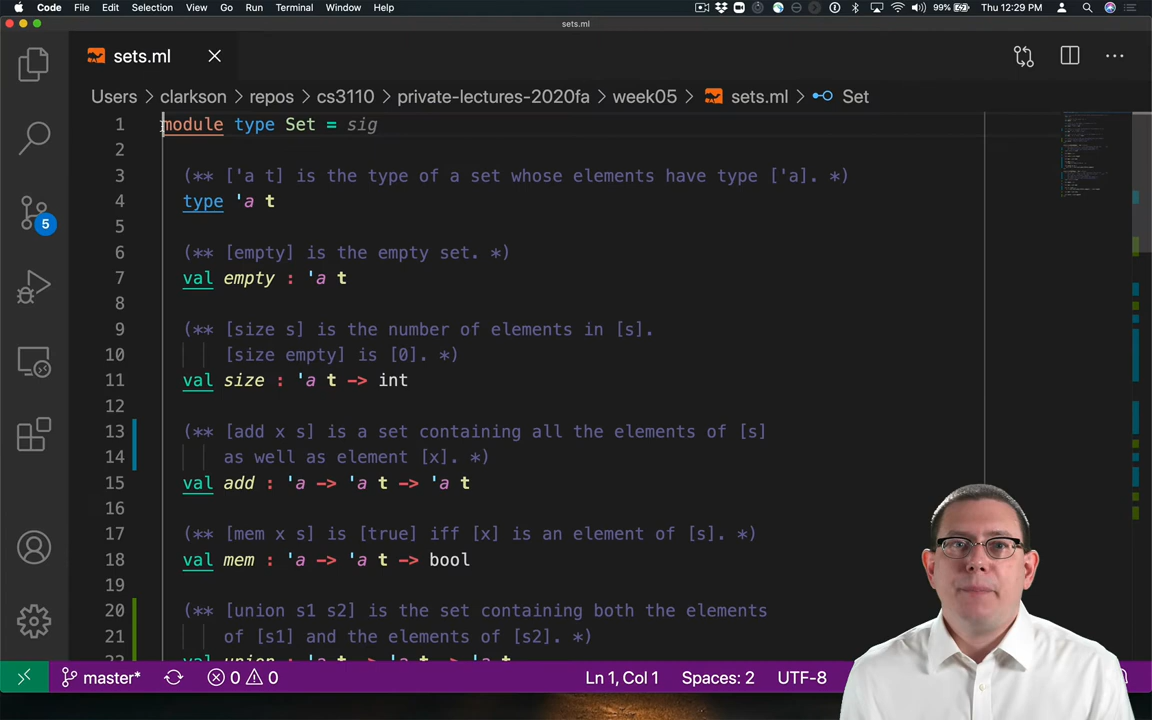 Code File Edit Selection View Go Run Terminal Window Help 99% Thu 12:29 PM
sets.ml
sets.ml
Users > clarkson > repos > cs3110 > private-lectures-2020fa > week05 > sets.ml > Set
1 module type Set = sig
2
3 (** ['a t] is the type of a set whose elements have type ['a]. *)
4 type 'a t
5
6 (** [empty] is the empty set. *)
7 val empty : 'a t
8
9 (** [size s] is the number of elements in [s].
10 [size empty] is [0]. *)
11 val size : 'a t -> int
12
13 (** [add x s] is a set containing all the elements of [s]
14 as well as element [x]. *)
15 val add : 'a -> 'a t -> 'a t
16
17 (** [mem x s] is [true] iff [x] is an element of [s]. *)
18 val mem : 'a -> 'a t -> bool
19
20 (** [union s1 s2] is the set containing both the elements
21 of [s1] and the elements of [s2]. *)
22 val union : 'a t -> 'a t -> 'a t
5
master* 0 0 Ln 1, Col 1 Spaces: 2 UTF-8